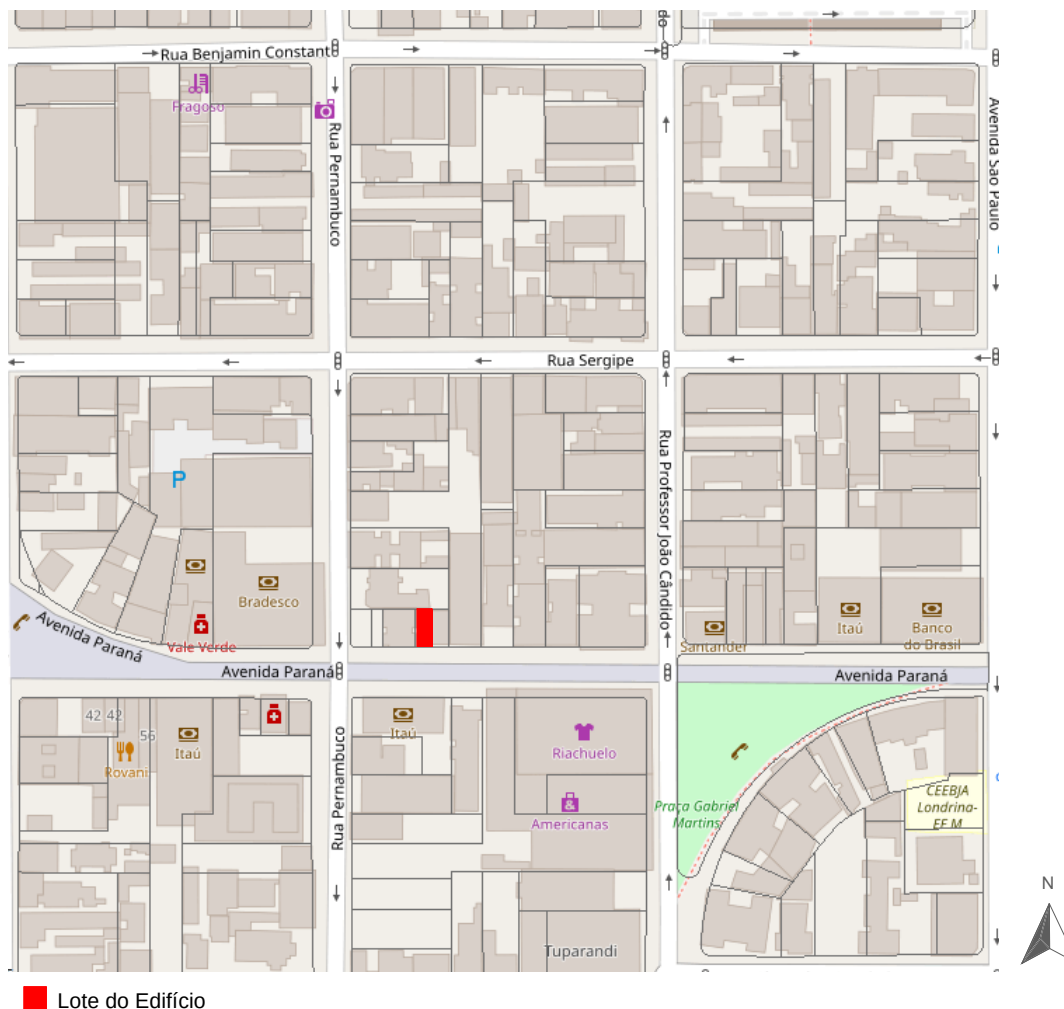 Rua Benjamin Constant
Fragoso
Rua Pernambuco
Avenida São Paulo
Rua Sergipe
Rua Professor João Cândido
P
Bradesco
Vale Verde
Avenida Paraná
Avenida Paraná
Santander
Itaú
Banco
do Brasil
Avenida Paraná
42 42
56
Rovani
Itaú
Itaú
Rua Pernambuco
Riachuelo
Americanas
Praça Gabriel
Martins
CEEBJA
Londrina-
EF M
N
Tuparandi
Lote do Edifício